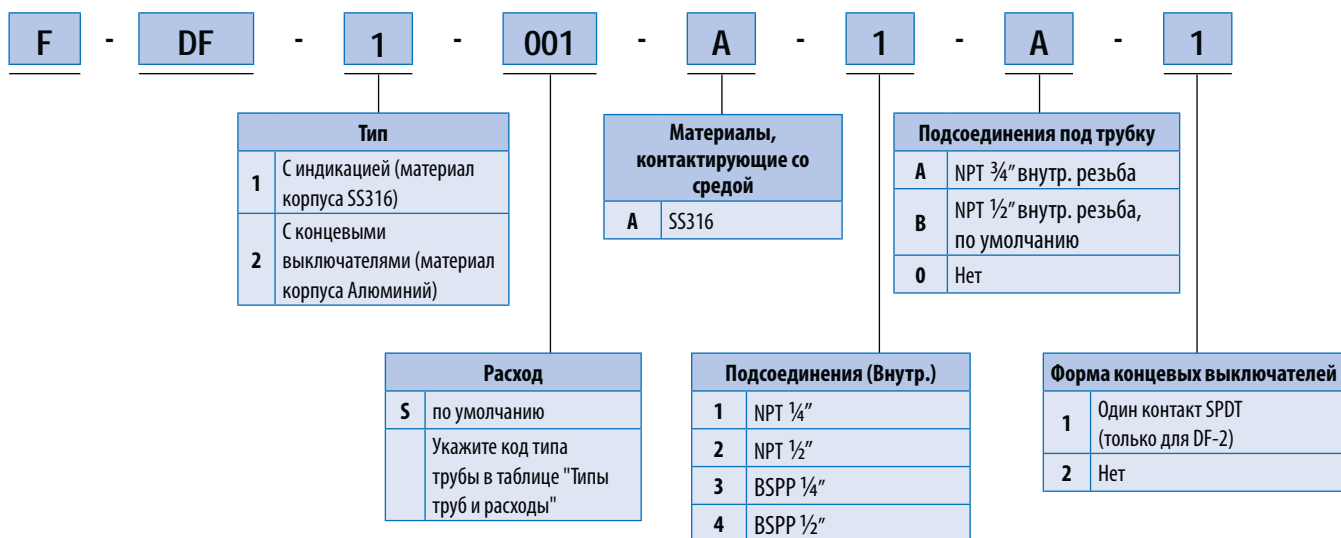 F - DF - 1 - 001 - A - 1 - A - 1
Тип
1 С индикацией (материал
корпуса SS316)
2 С концевыми
выключателями (материал
корпуса Алюминий)
Материалы,
контактирующие со
средой
A SS316
Подсоединения под трубку
A NPT ¾″ внутр. резьба
B NPT ½″ внутр. резьба,
по умолчанию
0 Нет
Расход
S по умолчанию
Укажите код типа
трубы в таблице "Типы
труб и расходы"
Подсоединения (Внутр.)
1 NPT ¼″
2 NPT ½″
3 BSPP ¼″
4 BSPP ½″
Форма концевых выключателей
1 Один контакт SPDT
(только для DF-2)
2 Нет